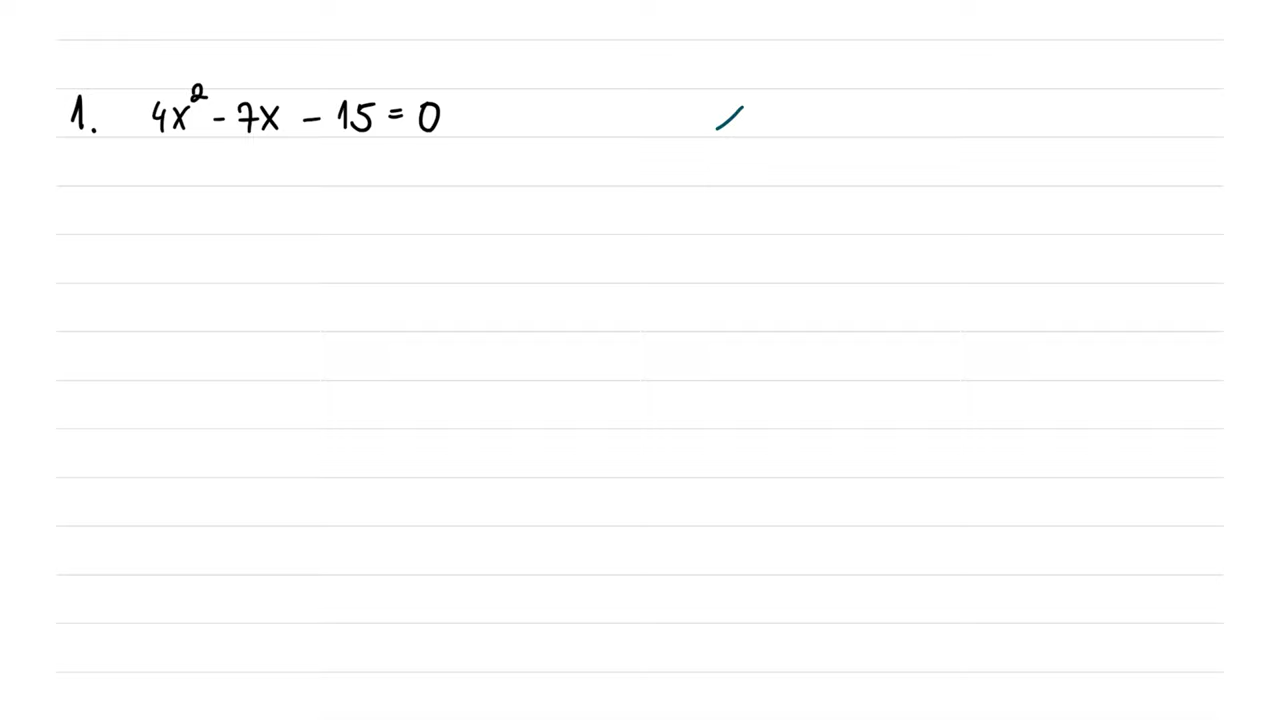 1. 4x² - 7x - 15 = 0